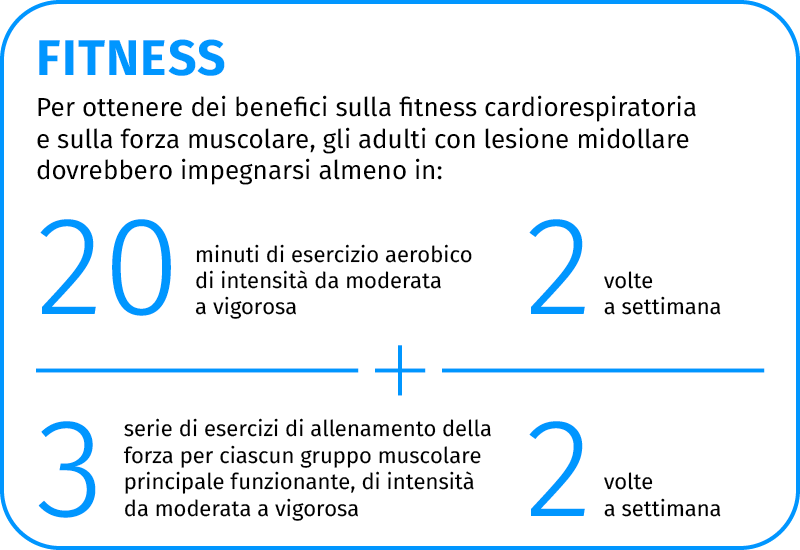 FITNESS
Per ottenere dei benefici sulla fitness cardiorespiratoria
e sulla forza muscolare, gli adulti con lesione midollare
dovrebbero impegnarsi almeno in:
20
minuti di esercizio aerobico
di intensità da moderata
a vigorosa
2
volte
a settimana
+
3
serie di esercizi di allenamento della
forza per ciascun gruppo muscolare
principale funzionante, di intensità
da moderata a vigorosa
2
volte
a settimana